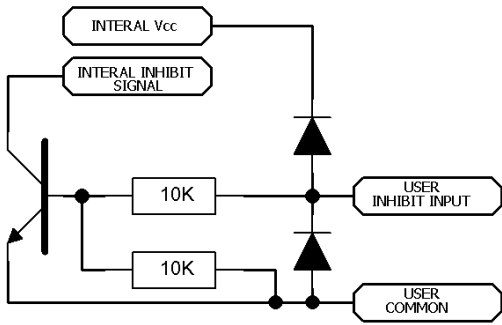 INTERAL Vcc
INTERAL INHIBIT
SIGNAL
10K
USER
INHIBIT INPUT
10K
USER
COMMON